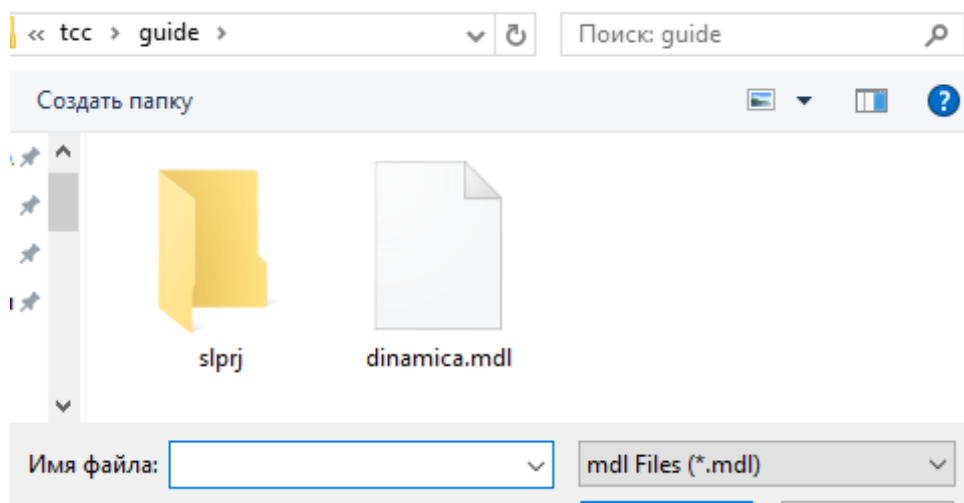 « tcc › guide ›
Поиск: guide
Создать папку
slprj
dinamica.mdl
Имя файла:
mdl Files (*.mdl)